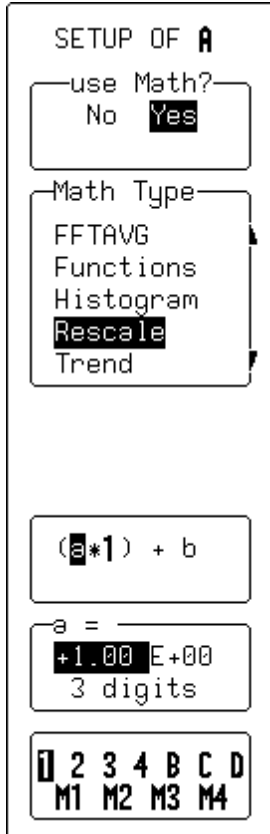 SETUP OF A
use Math?
No Yes
Math Type
FFTAVG
Functions
Histogram
Rescale
Trend
(a*1) + b
a =
+1.00 E+00
3 digits
1 2 3 4 B C D
M1 M2 M3 M4